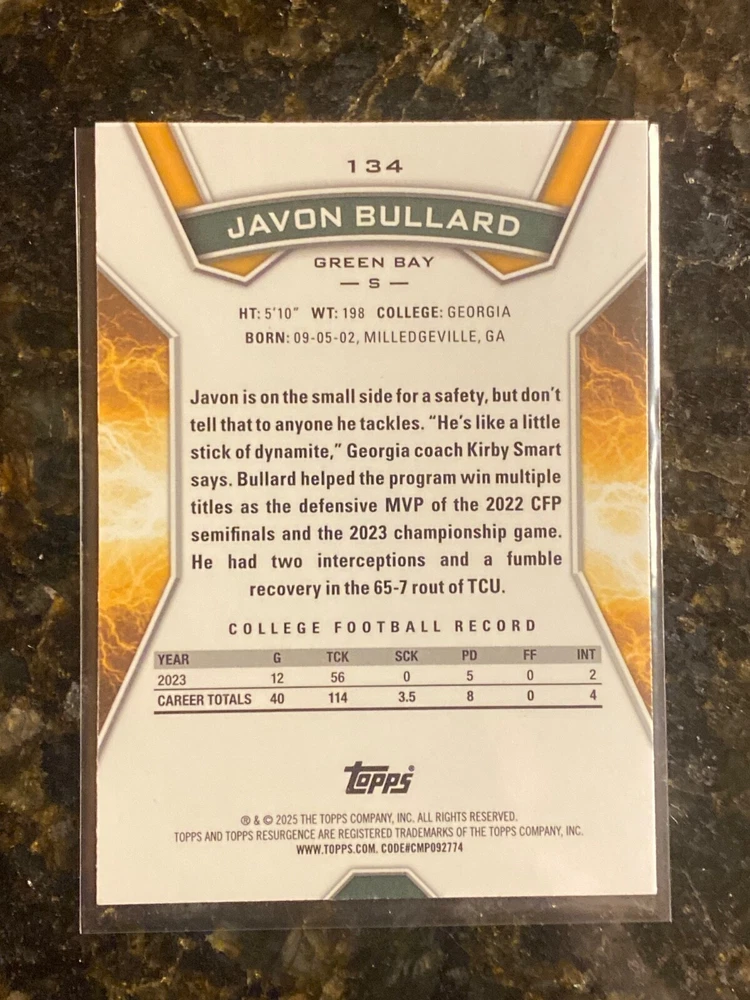 134
JAVON BULLARD
GREEN BAY
— S —
HT: 5'10" WT: 198 COLLEGE: GEORGIA
BORN: 09-05-02, MILLEDGEVILLE, GA
Javon is on the small side for a safety, but don't
tell that to anyone he tackles. "He's like a little
stick of dynamite," Georgia coach Kirby Smart
says. Bullard helped the program win multiple
titles as the defensive MVP of the 2022 CFP
semifinals and the 2023 championship game.
He had two interceptions and a fumble
recovery in the 65-7 rout of TCU.
COLLEGE FOOTBALL RECORD
YEAR G TCK SCK PD FF INT
2023 12 56 0 5 0 2
CAREER TOTALS 40 114 3.5 8 0 4
topps®
® & © 2025 THE TOPPS COMPANY, INC. ALL RIGHTS RESERVED.
TOPPS AND TOPPS RESURGENCE ARE REGISTERED TRADEMARKS OF THE TOPPS COMPANY, INC.
WWW.TOPPS.COM. CODE#CMP092774